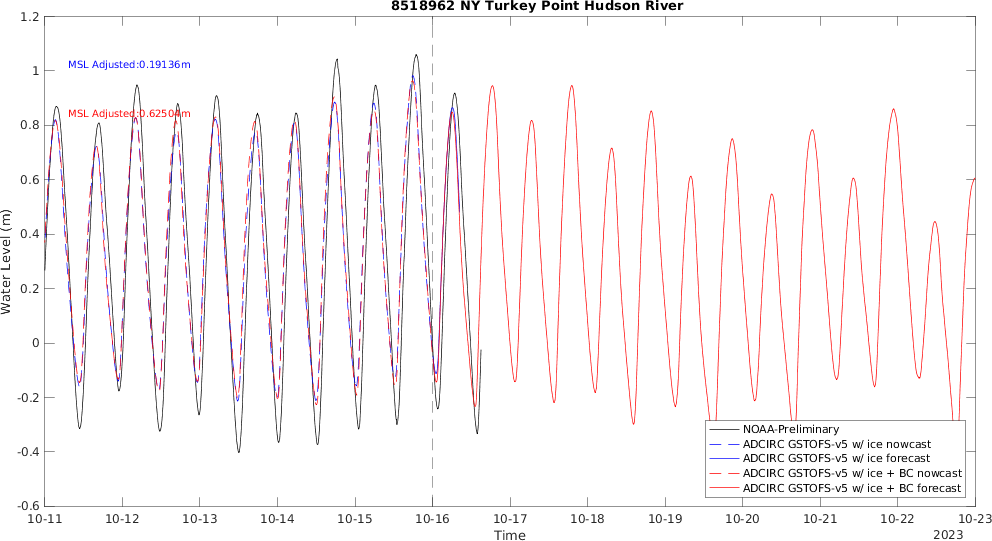 8518962 NY Turkey Point Hudson River
1.2
1
0.8
0.6
0.4
0.2
0
-0.2
-0.4
-0.6
Water Level (m)
MSL Adjusted:0.19136m
MSL Adjusted:0.62504m
NOAA-Preliminary
ADCIRC GSTOFS-v5 w/ ice nowcast
ADCIRC GSTOFS-v5 w/ ice forecast
ADCIRC GSTOFS-v5 w/ ice + BC nowcast
ADCIRC GSTOFS-v5 w/ ice + BC forecast
10-11 10-12 10-13 10-14 10-15 10-16 10-17 10-18 10-19 10-20 10-21 10-22 10-23
Time
2023